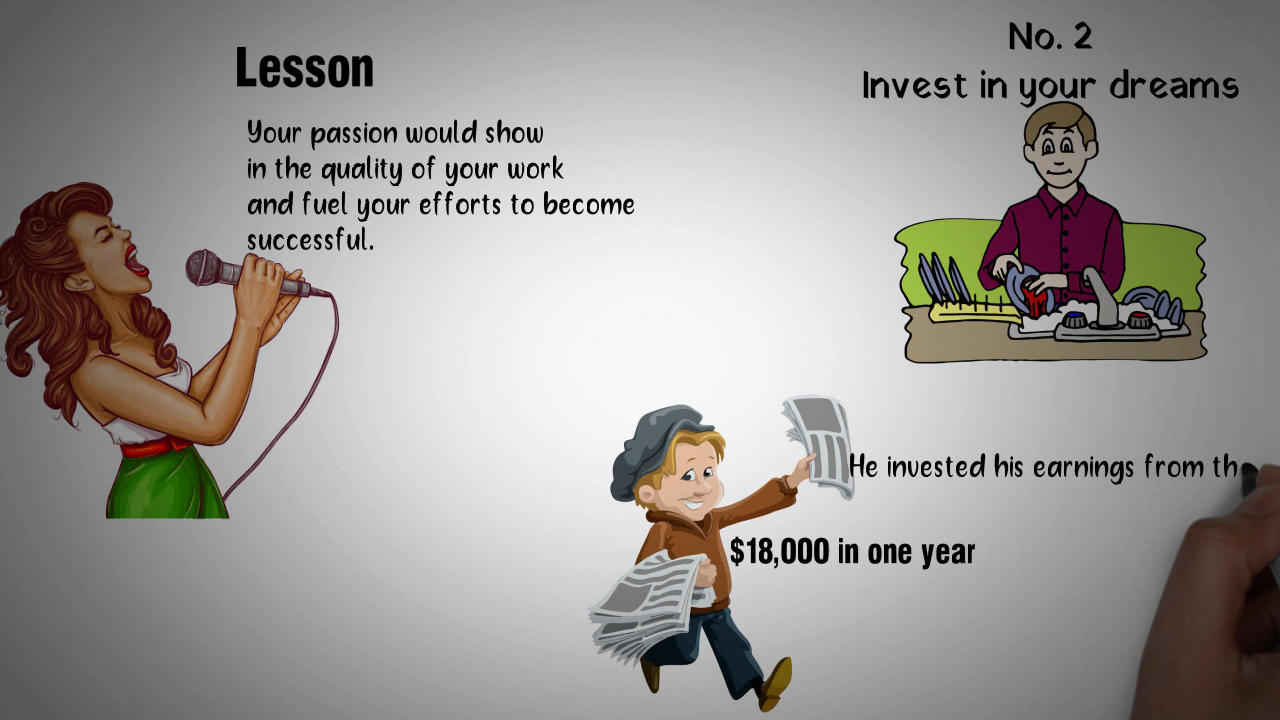 Lesson
Your passion would show
in the quality of your work
and fuel your efforts to become
successful.
No. 2
Invest in your dreams
He invested his earnings from th
$18,000 in one year